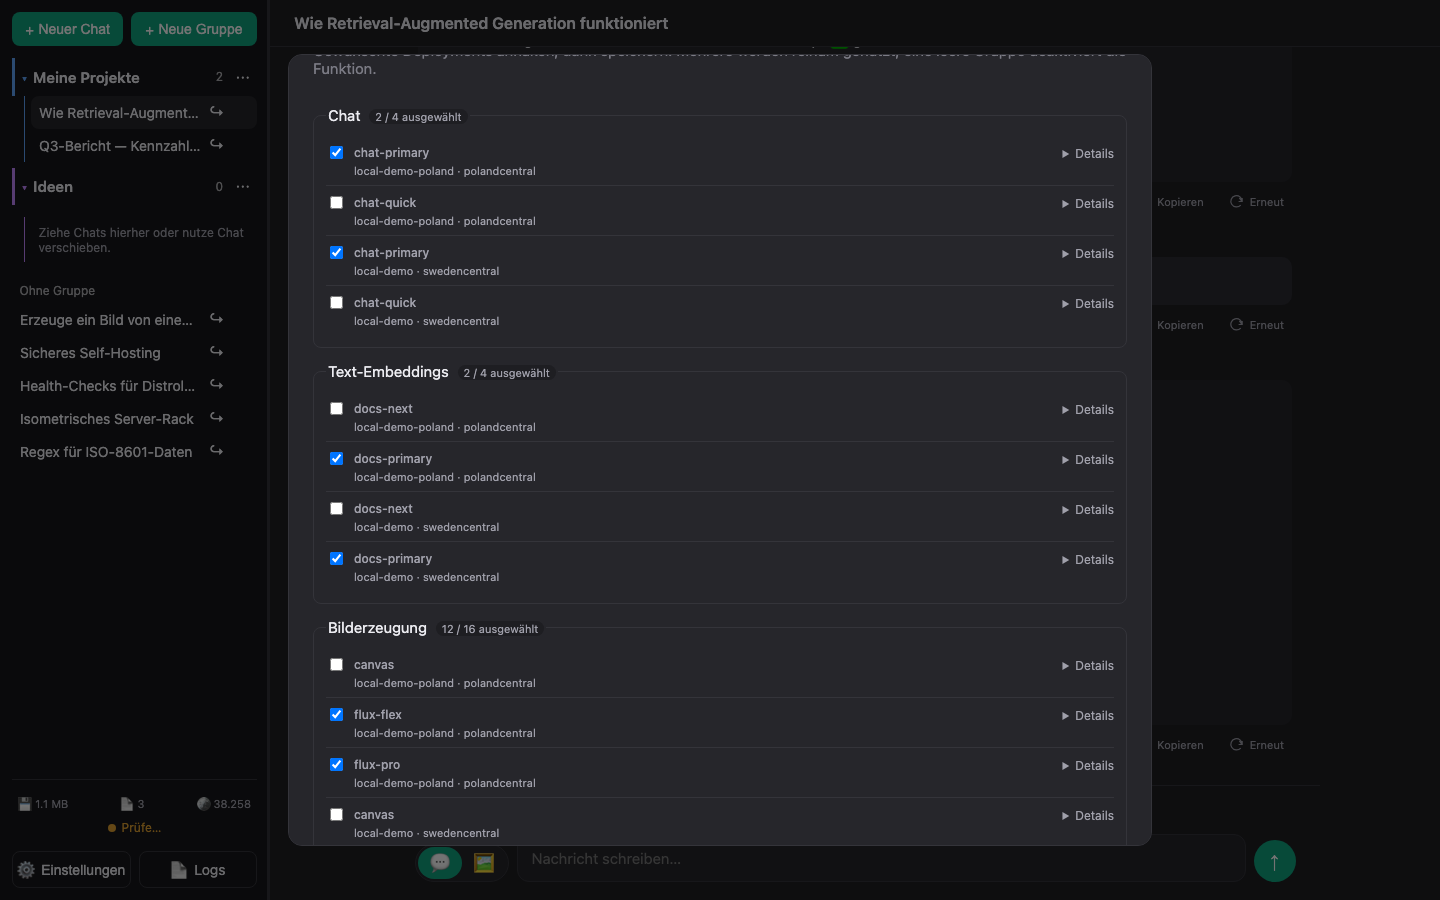 + Neuer Chat
+ Neue Gruppe
Meine Projekte 2 ...
Wie Retrieval-Augment...
Q3-Bericht — Kennzahl...
Ideen 0 ...
Ziehe Chats hierher oder nutze Chat
verschieben.
Ohne Gruppe
Erzeuge ein Bild von eine...
Sicheres Self-Hosting
Health-Checks für Distrol...
Isometrisches Server-Rack
Regex für ISO-8601-Daten
1.1 MB
3
38.258
Prüfe...
Einstellungen
Logs
Wie Retrieval-Augmented Generation funktioniert
Funktion.
Chat 2 / 4 ausgewählt
chat-primary
Details
local-demo-poland · polandcentral
chat-quick
Details
local-demo-poland · polandcentral
chat-primary
Details
local-demo · swedencentral
chat-quick
Details
local-demo · swedencentral
Text-Embeddings 2 / 4 ausgewählt
docs-next
Details
local-demo-poland · polandcentral
docs-primary
Details
local-demo-poland · polandcentral
docs-next
Details
local-demo · swedencentral
docs-primary
Details
local-demo · swedencentral
Bilderzeugung 12 / 16 ausgewählt
canvas
Details
local-demo-poland · polandcentral
flux-flex
Details
local-demo-poland · polandcentral
flux-pro
Details
local-demo-poland · polandcentral
canvas
Details
local-demo · swedencentral
Kopieren Erneut
Kopieren Erneut
Kopieren Erneut
Nachricht schreiben...